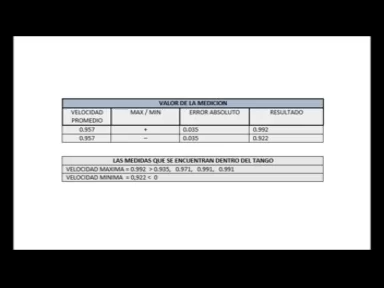 VALOR DE LA MEDICION
VELOCIDAD PROMEDIO MAX / MIN ERROR ABSOLUTO RESULTADO
0.957 + 0.035 0.992
0.957 – 0.035 0.922
LAS MEDIDAS QUE SE ENCUENTRAN DENTRO DEL TANGO
VELOCIDAD MAXIMA = 0.992 > 0.935, 0.971, 0.991, 0.991
VELOCIDAD MINIMA = 0,922 < 0